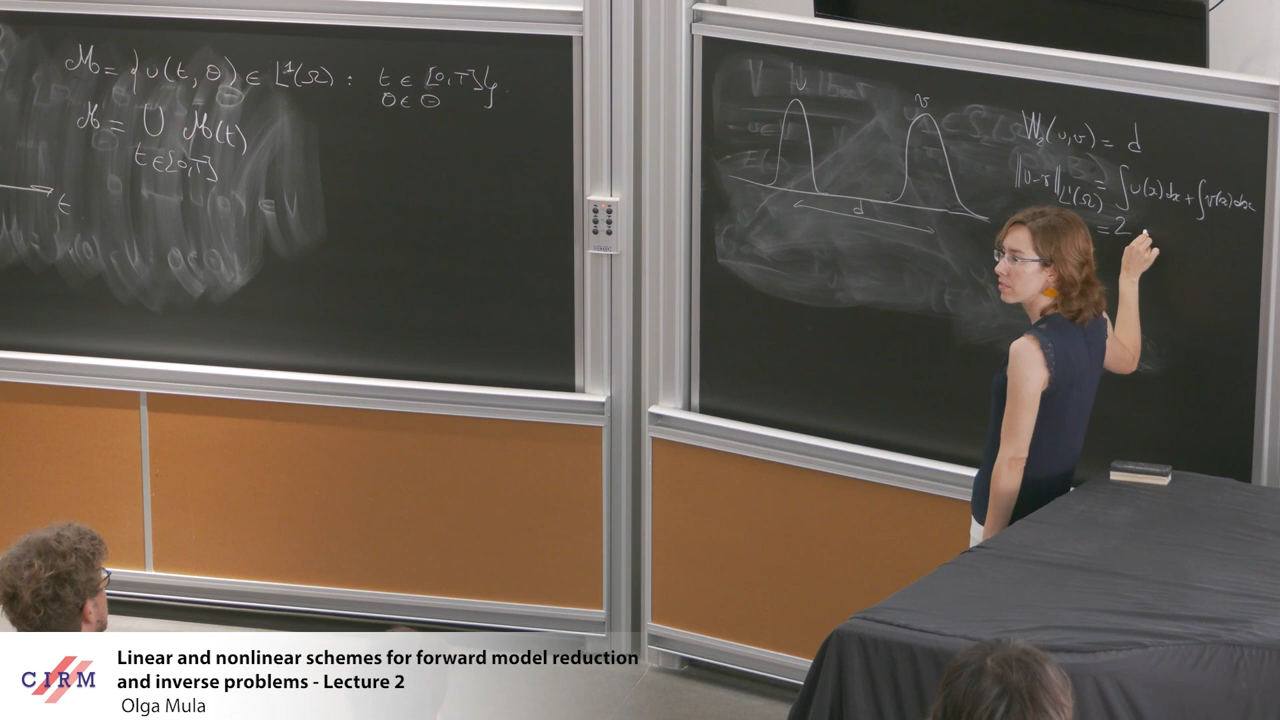 ℳ = {u(t, θ) ∈ L¹(Ω) : t ∈ [0,T]}
θ ∈ Θ
ℳ = ∪ ℳ(t)
t ∈ [0,T]
t
u
v
d
W₂(u,v) = d
‖u-v‖_{L¹(Ω)} = ∫u(x)dx + ∫v(x)dx
= 2
Linear and nonlinear schemes for forward model reduction
and inverse problems - Lecture 2
Olga Mula
CIRM